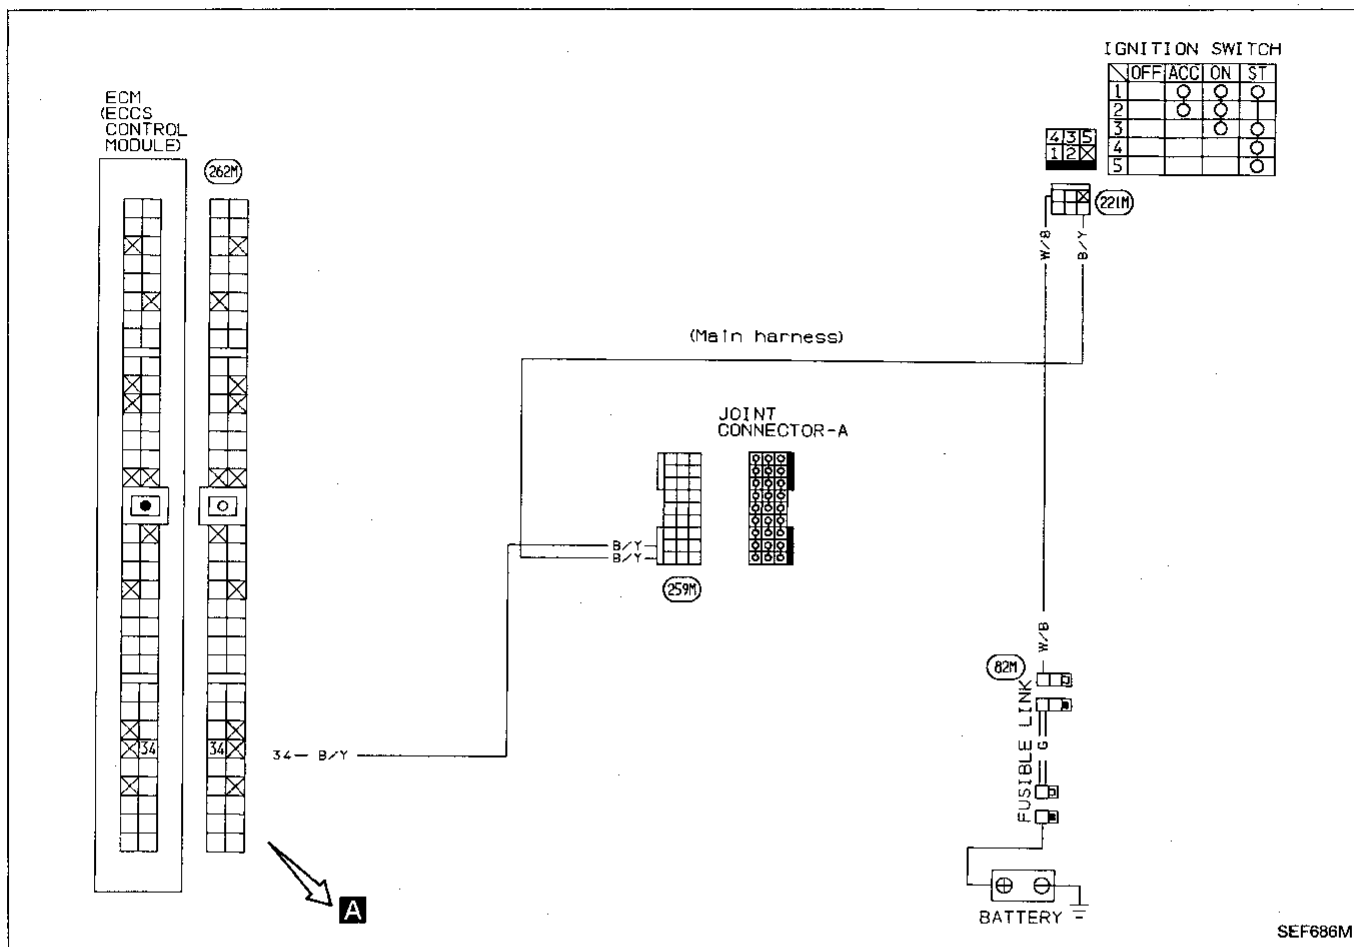 IGNITION SWITCH
OFF ACC ON ST
1
2
3
4
5
4 3 5
1 2
221M
W/B
B/Y
ECM
(ECCS
CONTROL
MODULE)
262M
(Main harness)
JOINT
CONNECTOR-A
B/Y
B/Y
259M
W/B
82M
FUSIBLE LINK
G
34
34
34 B/Y
A
BATTERY
SEF686M